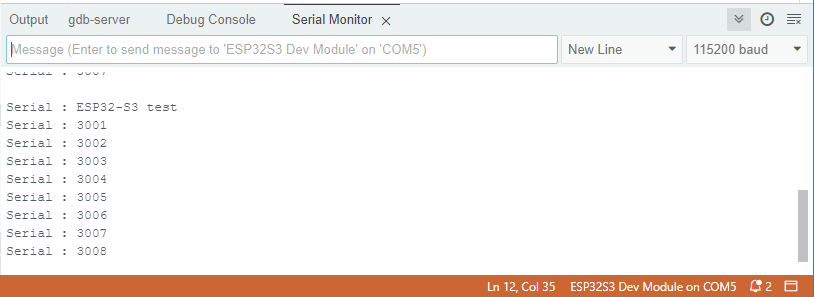 Output gdb-server Debug Console Serial Monitor
Message (Enter to send message to 'ESP32S3 Dev Module' on 'COM5') New Line 115200 baud
Serial : 3007
Serial : ESP32-S3 test
Serial : 3001
Serial : 3002
Serial : 3003
Serial : 3004
Serial : 3005
Serial : 3006
Serial : 3007
Serial : 3008
Ln 12, Col 35 ESP32S3 Dev Module on COM5 2